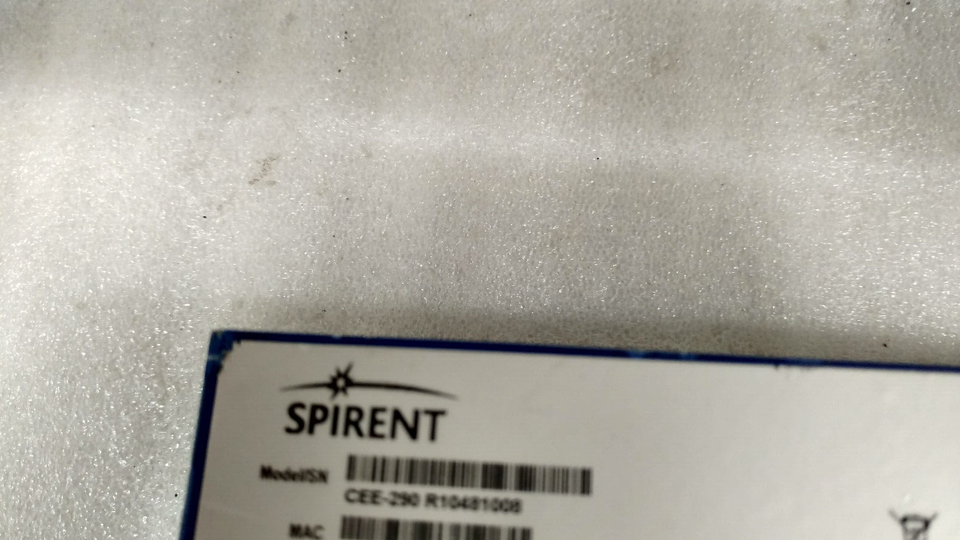 SPIRENT
Model/SN
CEE-290 R10481008
MAC